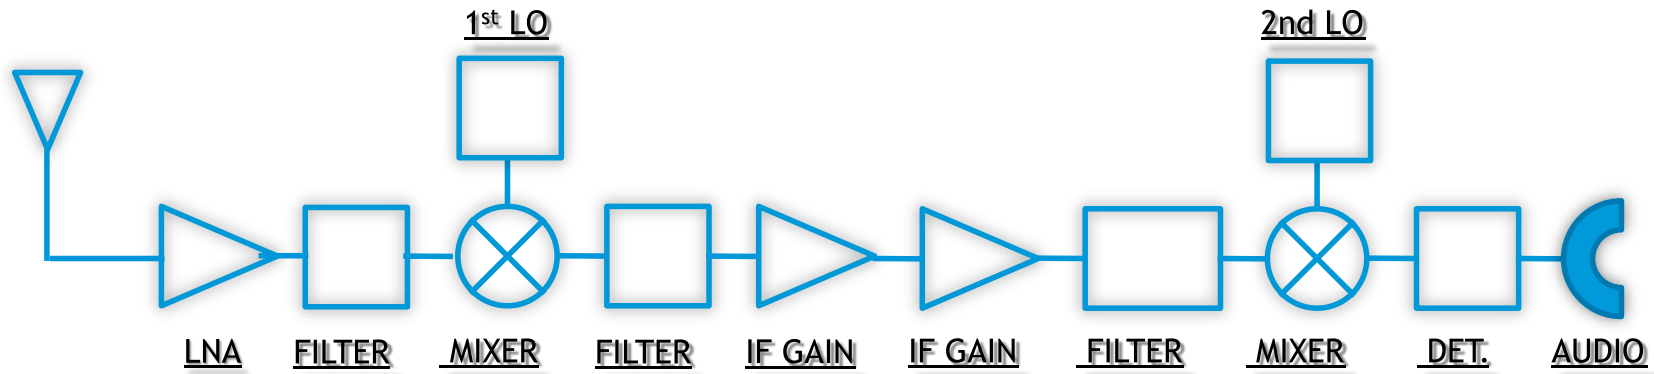 1st LO
2nd LO
LNA
FILTER
MIXER
FILTER
IF GAIN
IF GAIN
FILTER
MIXER
DET.
AUDIO